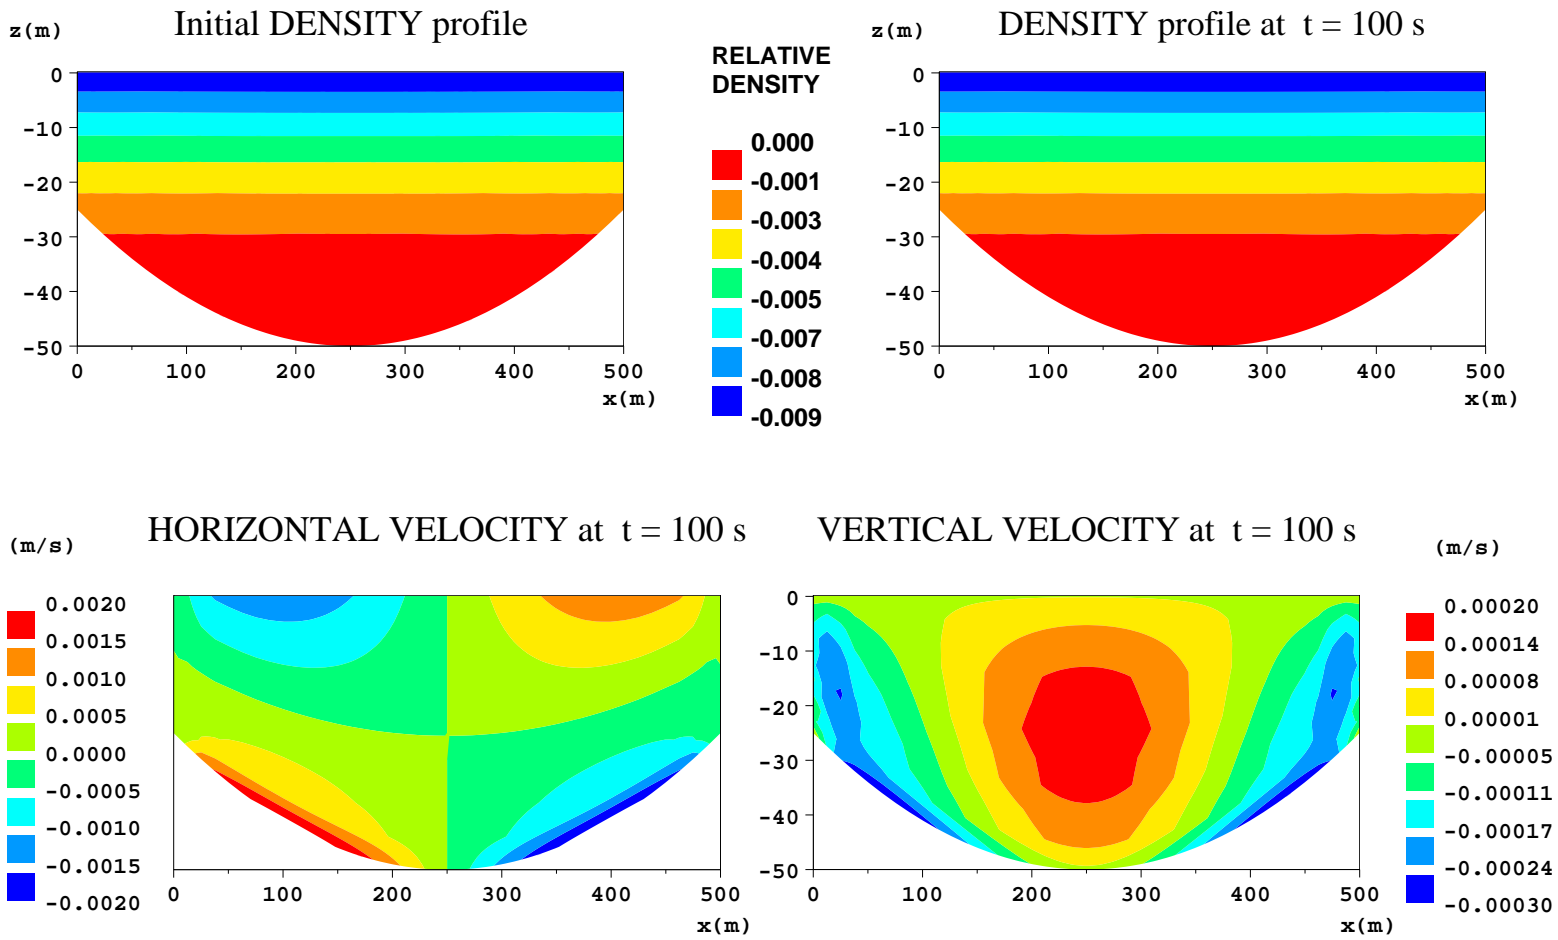 Initial DENSITY profile
z(m)
0
-10
-20
-30
-40
-50
0 100 200 300 400 500
x(m)
RELATIVE
DENSITY
0.000
-0.001
-0.003
-0.004
-0.005
-0.007
-0.008
-0.009
DENSITY profile at t = 100 s
z(m)
0
-10
-20
-30
-40
-50
0 100 200 300 400 500
x(m)
HORIZONTAL VELOCITY at t = 100 s
(m/s)
0.0020
0.0015
0.0010
0.0005
0.0000
-0.0005
-0.0010
-0.0015
-0.0020
0 100 200 300 400 500
x(m)
VERTICAL VELOCITY at t = 100 s
0
-10
-20
-30
-40
-50
0 100 200 300 400 500
x(m)
(m/s)
0.00020
0.00014
0.00008
0.00001
-0.00005
-0.00011
-0.00017
-0.00024
-0.00030